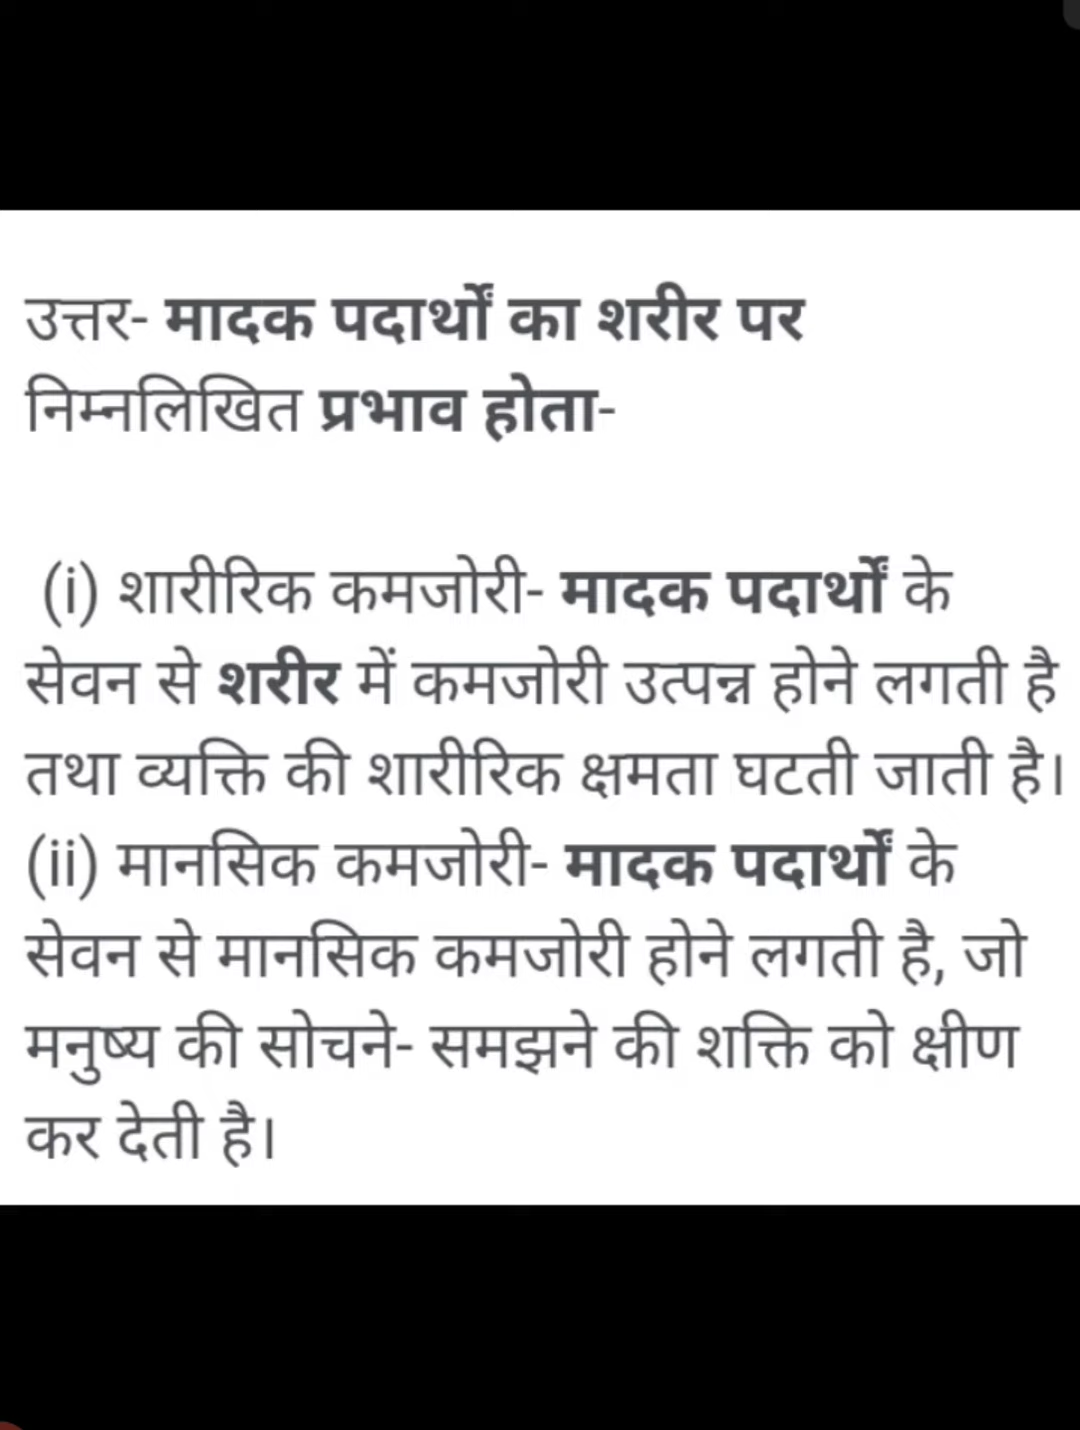 उत्तर- मादक पदार्थों का शरीर पर
निम्नलिखित प्रभाव होता-
(i) शारीरिक कमजोरी- मादक पदार्थों के
सेवन से शरीर में कमजोरी उत्पन्न होने लगती है
तथा व्यक्ति की शारीरिक क्षमता घटती जाती है।
(ii) मानसिक कमजोरी- मादक पदार्थों के
सेवन से मानसिक कमजोरी होने लगती है, जो
मनुष्य की सोचने- समझने की शक्ति को क्षीण
कर देती है।